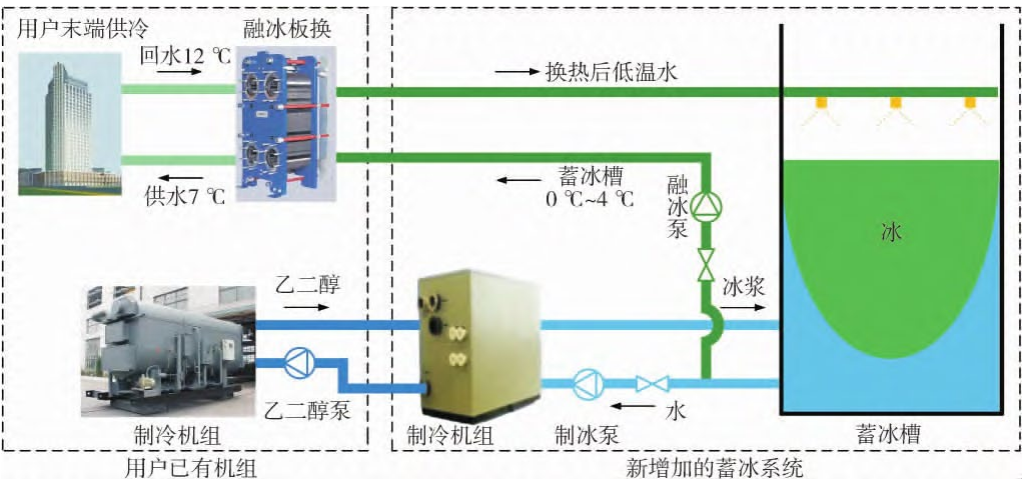 用户末端供冷
融冰板换
回水12 ℃
换热后低温水
供水7 ℃
蓄冰槽
0 ℃~4 ℃
融冰泵
冰
乙二醇
冰浆
乙二醇泵
水
制冷机组
制冷机组
制冰泵
蓄冰槽
用户已有机组
新增加的蓄冰系统